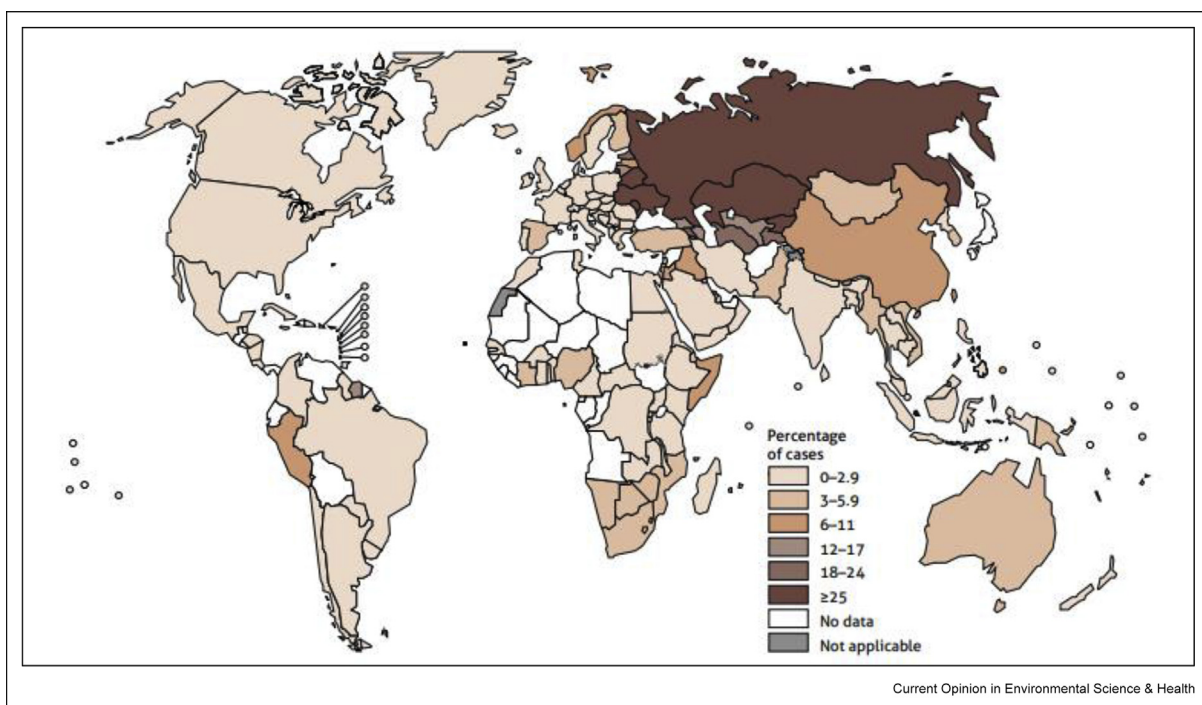 Percentage
of cases
0–2.9
3–5.9
6–11
12–17
18–24
≥25
No data
Not applicable
Current Opinion in Environmental Science & Health